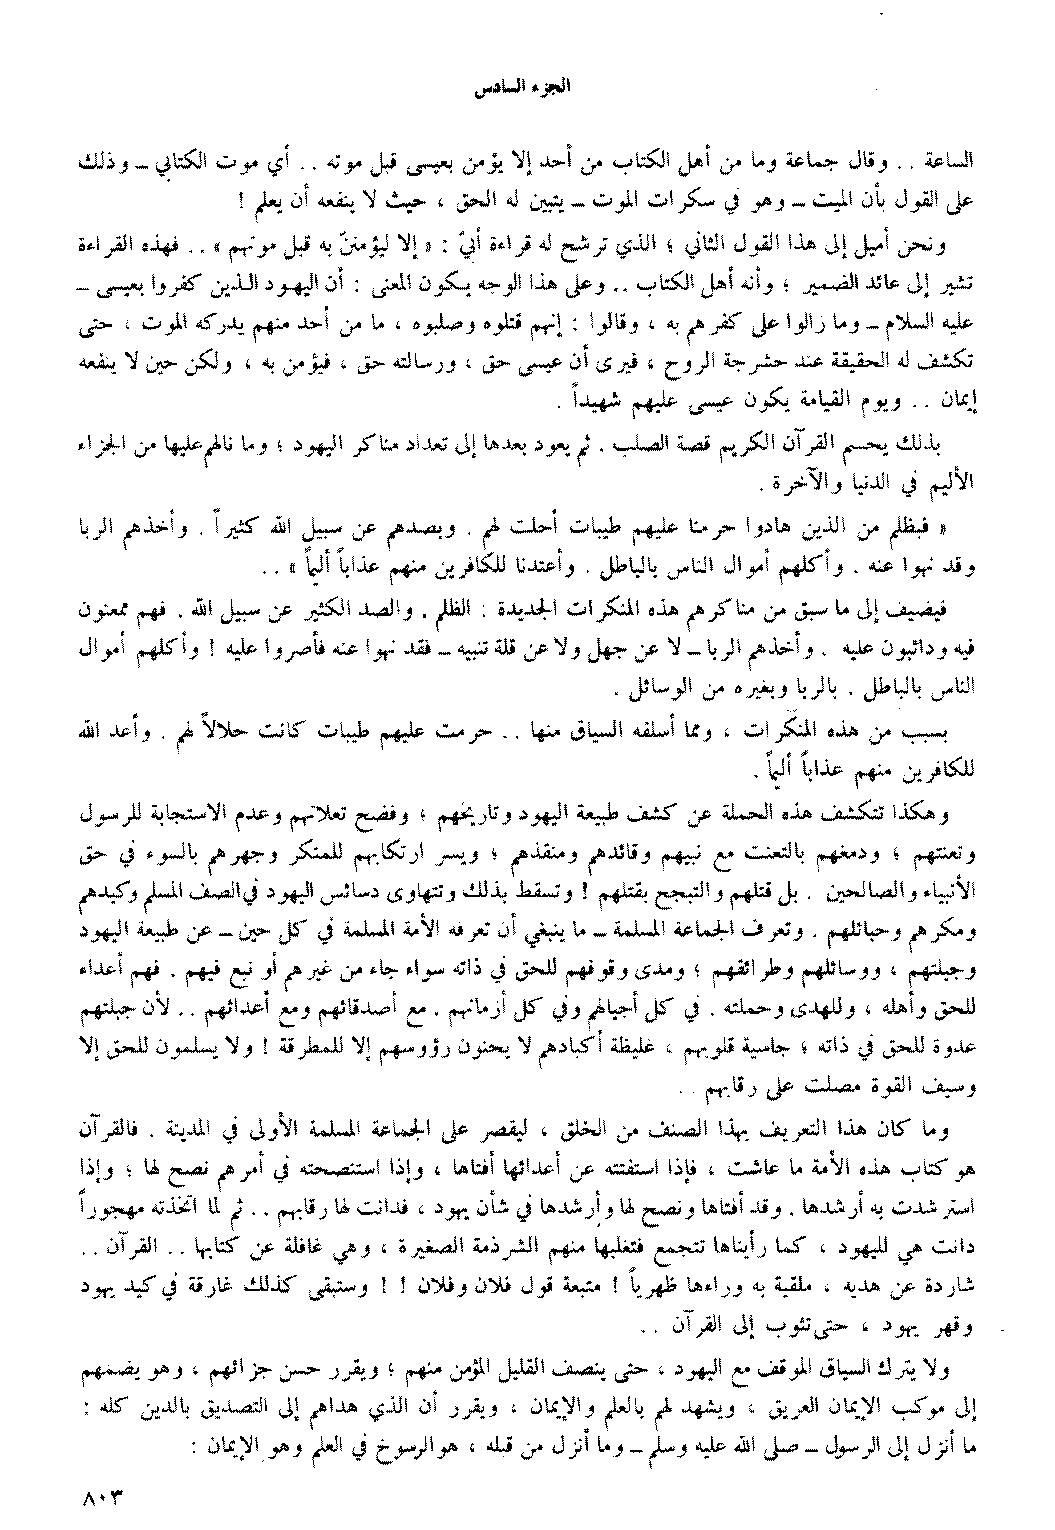 الجزء السادس
الساعة .. وقال جماعة وما من أهل الكتاب من أحد إلا يؤمن بعيسى قبل موته .. أي موت الكتابي – وذلك
على القول بأن الميت – وهو في سكرات الموت – يتبين له الحق ، حيث لا ينفعه أن يعلم !
ونحن أميل إلى هذا القول الثاني ؛ الذي ترشح له قراءة أبيّ : « إلا ليؤمننّ به قبل موتهم » .. فهذه القراءة
تشير إلى عائد الضمير ؛ وأنه أهل الكتاب .. وعلى هذا الوجه يكون المعنى : أن اليهود الذين كفروا بعيسى –
عليه السلام – وما زالوا على كفرهم به ، وقالوا : إنهم قتلوه وصلبوه ، ما من أحد منهم يدركه الموت ، حتى
تكشف له الحقيقة عند حشرجة الروح ، فيرى أن عيسى حق ، ورسالته حق ، فيؤمن به ، ولكن حين لا ينفعه
إيمان .. ويوم القيامة يكون عيسى عليهم شهيداً .
بذلك يحسم القرآن الكريم قصة الصلب . ثم يعود بعدها إلى تعداد مناكر اليهود ؛ وما نالهم عليها من الجزاء
الأليم في الدنيا والآخرة .
« فبظلم من الذين هادوا حرمنا عليهم طيبات أحلت لهم . وبصدهم عن سبيل الله كثيراً . وأخذهم الربا
وقد نهوا عنه . وأكلهم أموال الناس بالباطل . وأعتدنا للكافرين منهم عذاباً أليماً » ..
فيضيف إلى ما سبق من مناكرهم هذه المنكرات الجديدة : الظلم . والصد الكثير عن سبيل الله . فهم ممعنون
فيه ودائبون عليه . وأخذهم الربا – لا عن جهل ولا عن قلة تنبيه – فقد نهوا عنه فأصروا عليه ! وأكلهم أموال
الناس بالباطل . بالربا وبغيره من الوسائل .
بسبب من هذه المنكرات ، ومما أسلفه السياق منها .. حرمت عليهم طيبات كانت حلالاً لهم . وأعد الله
للكافرين منهم عذاباً أليماً .
وهكذا تتكشف هذه الحملة عن كشف طبيعة اليهود وتاريخهم ؛ وفضح تعلاتهم وعدم الاستجابة للرسول
وتعنتهم ؛ ودمغهم بالتعنت مع نبيهم وقائدهم ومنقذهم ؛ ويسر ارتكابهم للمنكر وجهرهم بالسوء في حق
الأنبياء والصالحين . بل قتلهم والتبجح بقتلهم ! وتسقط بذلك وتتهاوى دسائس اليهود في الصف المسلم وكيدهم
ومكرهم وحبائلهم . وتعرف الجماعة المسلمة – ما ينبغي أن تعرفه الأمة المسلمة في كل حين – عن طبيعة اليهود
وجبلتهم ، ووسائلهم وطرائقهم ؛ ومدى وقوفهم للحق في ذاته سواء جاء من غيرهم أو نبع فيهم . فهم أعداء
للحق وأهله ، وللهدى وحملته . في كل أجيالهم وفي كل أزمانهم . مع أصدقائهم ومع أعدائهم .. لأن جبلتهم
عدوة للحق في ذاته ؛ جاسية قلوبهم ، غليظة أكبادهم لا يحنون رؤوسهم إلا للمطرقة ! ولا يسلمون للحق إلا
وسيف القوة مصلت على رقابهم ..
وما كان هذا التعريف بهذا الصنف من الخلق ، ليقصر على الجماعة المسلمة الأولى في المدينة . فالقرآن
هو كتاب هذه الأمة ما عاشت ، فإذا استفتته عن أعدائها أفتاها ، وإذا استنصحته في أمرهم نصح لها ؛ وإذا
استرشدت به أرشدها . وقد أفتاها ونصح لها وأرشدها في شأن يهود ، فدانت لها رقابهم .. ثم لما اتخذته مهجوراً
دانت هي لليهود ، كما رأيناها تتجمع فتغلبها منهم الشرذمة الصغيرة ، وهي غافلة عن كتابها .. القرآن ..
شاردة عن هديه ، ملقية به وراءها ظهرياً ! متبعة قول فلان وفلان ! ! وستبقى كذلك غارقة في كيد يهود
وقهر يهود ، حتى تثوب إلى القرآن ..
ولا يترك السياق الموقف مع اليهود ، حتى ينصف القليل المؤمن منهم ؛ ويقرر حسن جزائهم ، وهو يضمهم
إلى موكب الإيمان العريق ، ويشهد لهم بالعلم والإيمان ، ويقرر أن الذي هداهم إلى التصديق بالدين كله :
ما أنزل إلى الرسول – صلى الله عليه وسلم – وما أنزل من قبله ، هو الرسوخ في العلم وهو الإيمان :
٨٠٣